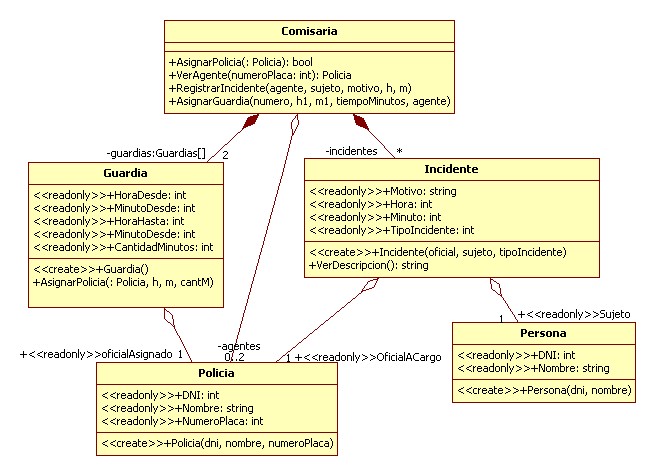 Comisaria
+AsignarPolicia(: Policia): bool
+VerAgente(numeroPlaca: int): Policia
+RegistrarIncidente(agente, sujeto, motivo, h, m)
+AsignarGuardia(numero, h1, m1, tiempoMinutos, agente)
-guardias:Guardias[]
2
-incidentes
*
Guardia
<<readonly>>+HoraDesde: int
<<readonly>>+MinutoDesde: int
<<readonly>>+HoraHasta: int
<<readonly>>+MinutoDesde: int
<<readonly>>+CantidadMinutos: int
<<create>>+Guardia()
+AsignarPolicia(: Policia, h, m, cantM)
Incidente
<<readonly>>+Motivo: string
<<readonly>>+Hora: int
<<readonly>>+Minuto: int
<<readonly>>+TipoIncidente: int
<<create>>+Incidente(oficial, sujeto, tipoIncidente)
+VerDescripcion(): string
+<<readonly>>Sujeto
1
Persona
<<readonly>>+DNI: int
<<readonly>>+Nombre: string
<<create>>+Persona(dni, nombre)
+<<readonly>>oficialAsignado
1
-agentes
0..2
1
+<<readonly>>OficialACargo
Policia
<<readonly>>+DNI: int
<<readonly>>+Nombre: string
<<readonly>>+NumeroPlaca: int
<<create>>+Policia(dni, nombre, numeroPlaca)